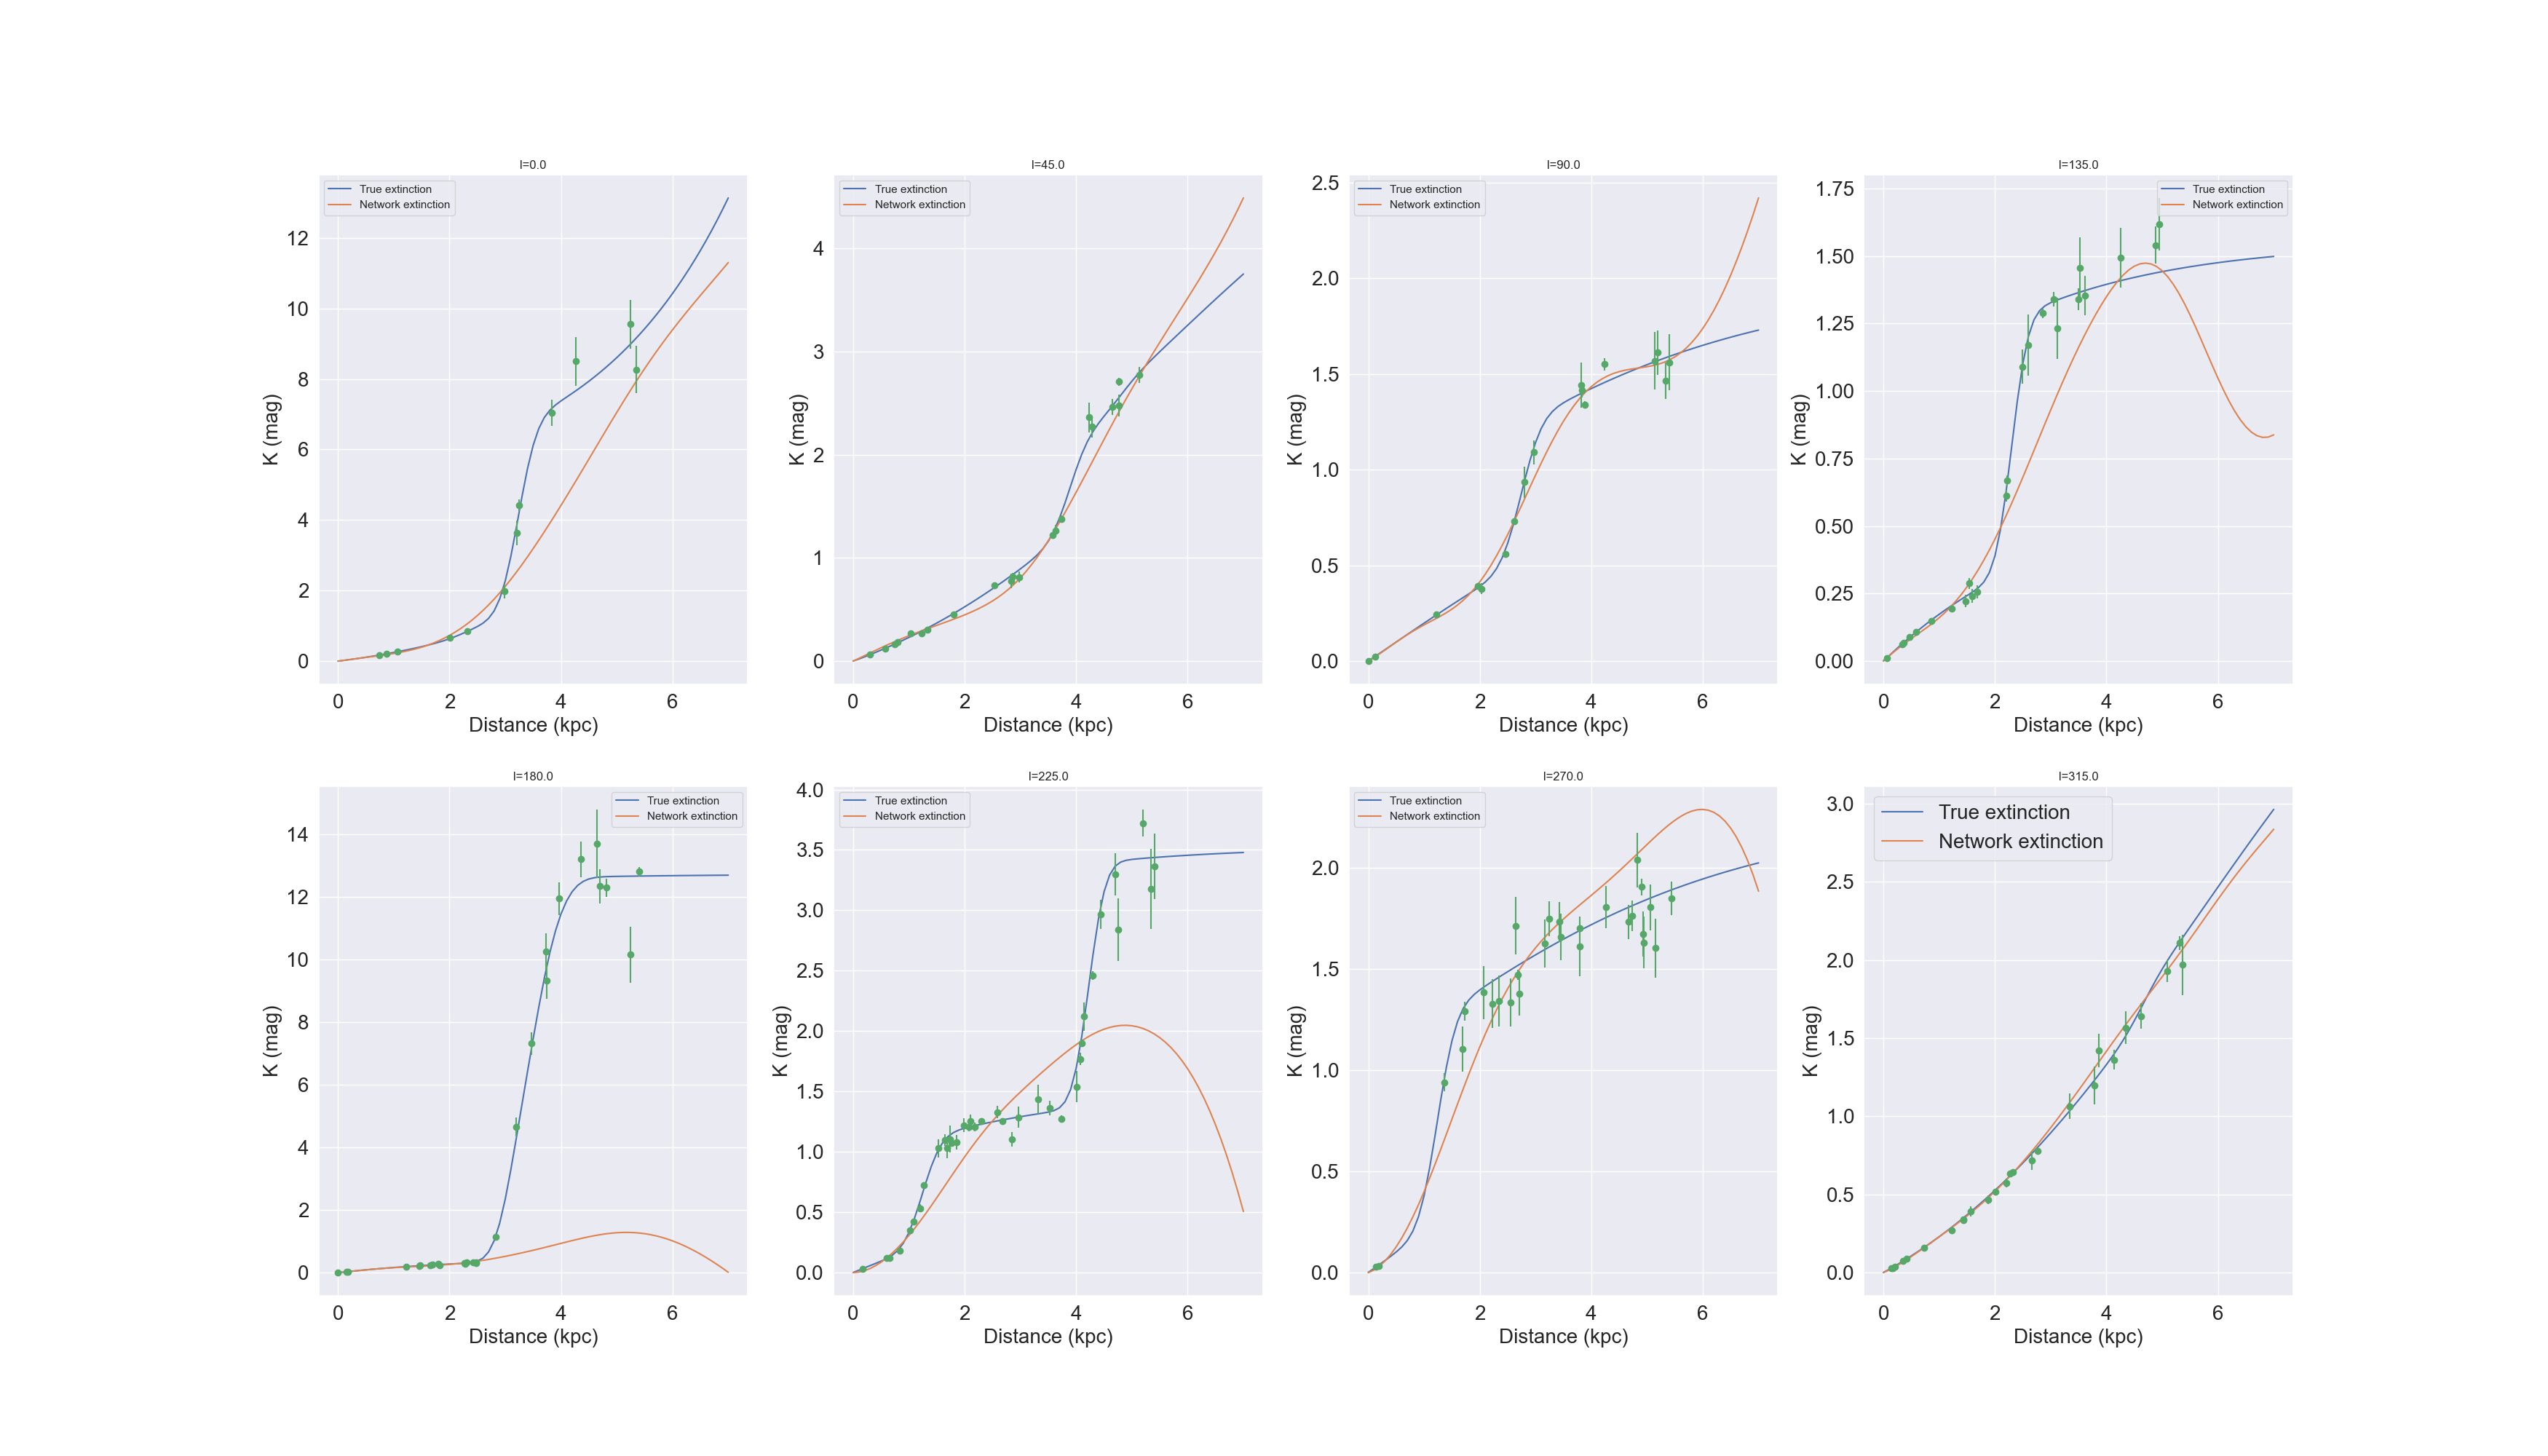 l=0.0
True extinction
Network extinction
12
10
8
6
4
2
0
K (mag)
0 2 4 6
Distance (kpc)
l=45.0
True extinction
Network extinction
4
3
2
1
0
K (mag)
0 2 4 6
Distance (kpc)
l=90.0
True extinction
Network extinction
2.5
2.0
1.5
1.0
0.5
0.0
K (mag)
0 2 4 6
Distance (kpc)
l=135.0
True extinction
Network extinction
1.75
1.50
1.25
1.00
0.75
0.50
0.25
0.00
K (mag)
0 2 4 6
Distance (kpc)
l=180.0
True extinction
Network extinction
14
12
10
8
6
4
2
0
K (mag)
0 2 4 6
Distance (kpc)
l=225.0
True extinction
Network extinction
4.0
3.5
3.0
2.5
2.0
1.5
1.0
0.5
0.0
K (mag)
0 2 4 6
Distance (kpc)
l=270.0
True extinction
Network extinction
2.0
1.5
1.0
0.5
0.0
K (mag)
0 2 4 6
Distance (kpc)
l=315.0
True extinction
Network extinction
3.0
2.5
2.0
1.5
1.0
0.5
0.0
K (mag)
0 2 4 6
Distance (kpc)